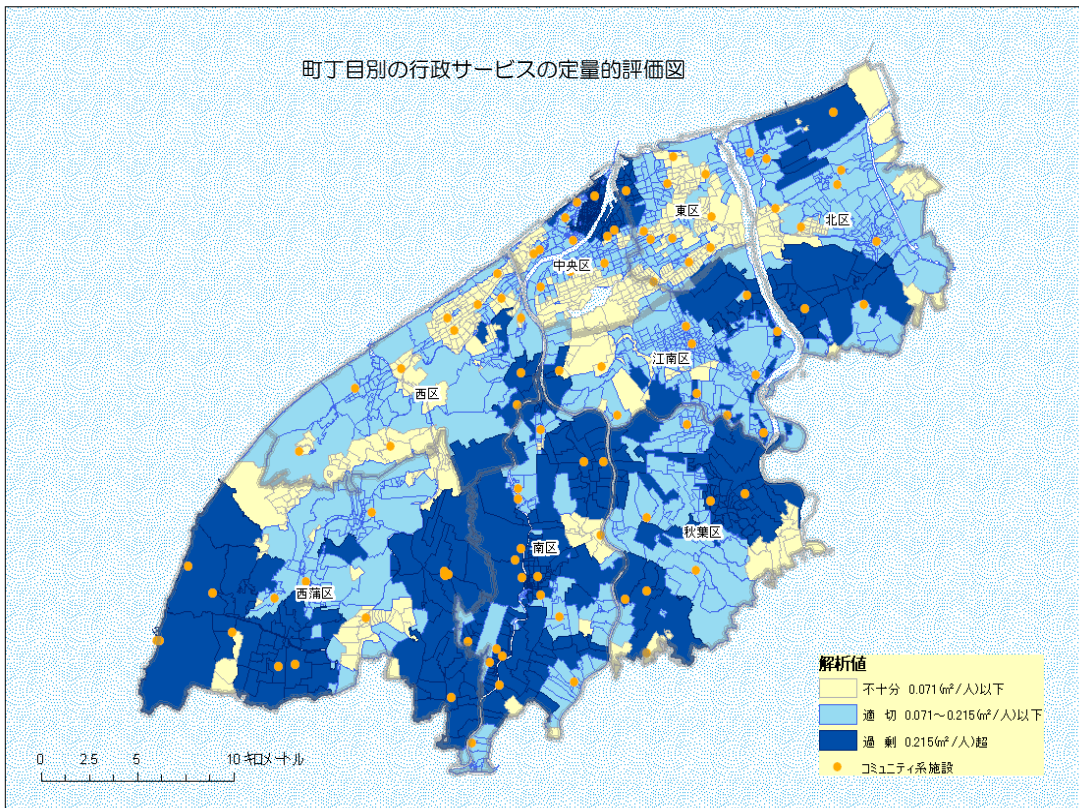 町丁目別の行政サービスの定量的評価図
東区
北区
中央区
江南区
西区
秋葉区
南区
西蒲区
解析値
不十分 0.071(㎡/人)以下
適 切 0.071～0.215(㎡/人)以下
過 剰 0.215(㎡/人)超
コミュニティ系施設
0 2.5 5 10 キロメートル